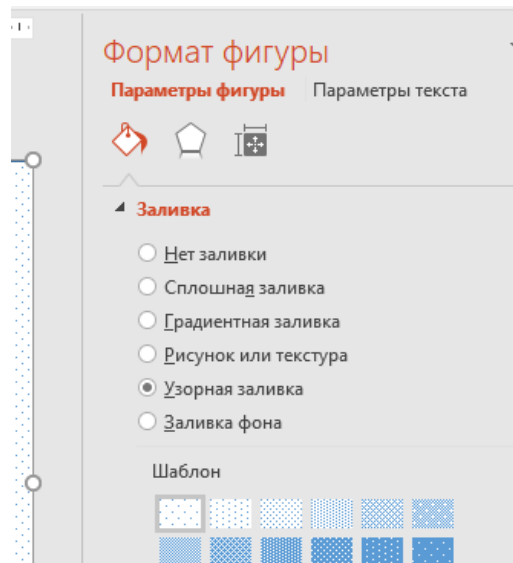 Формат фигуры
Параметры фигуры Параметры текста
Заливка
Нет заливки
Сплошная заливка
Градиентная заливка
Рисунок или текстура
Узорная заливка
Заливка фона
Шаблон